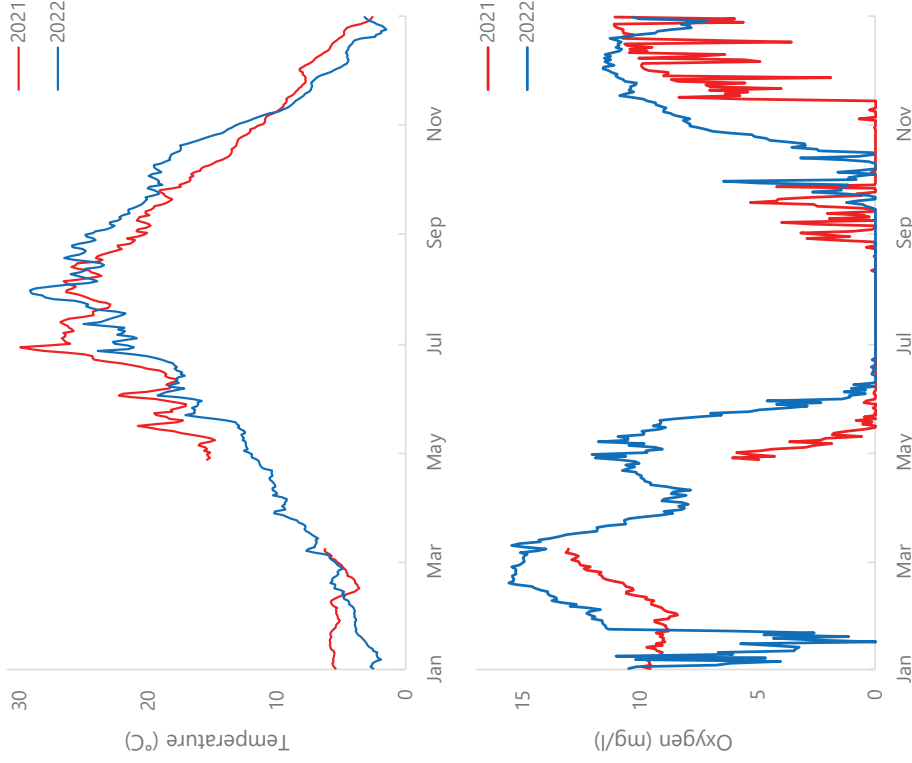 2021
2022
Temperature (°C)
30
20
10
0
Jan
Mar
May
Jul
Sep
Nov
2021
2022
Oxygen (mg/l)
15
10
5
0
Jan
Mar
May
Jul
Sep
Nov